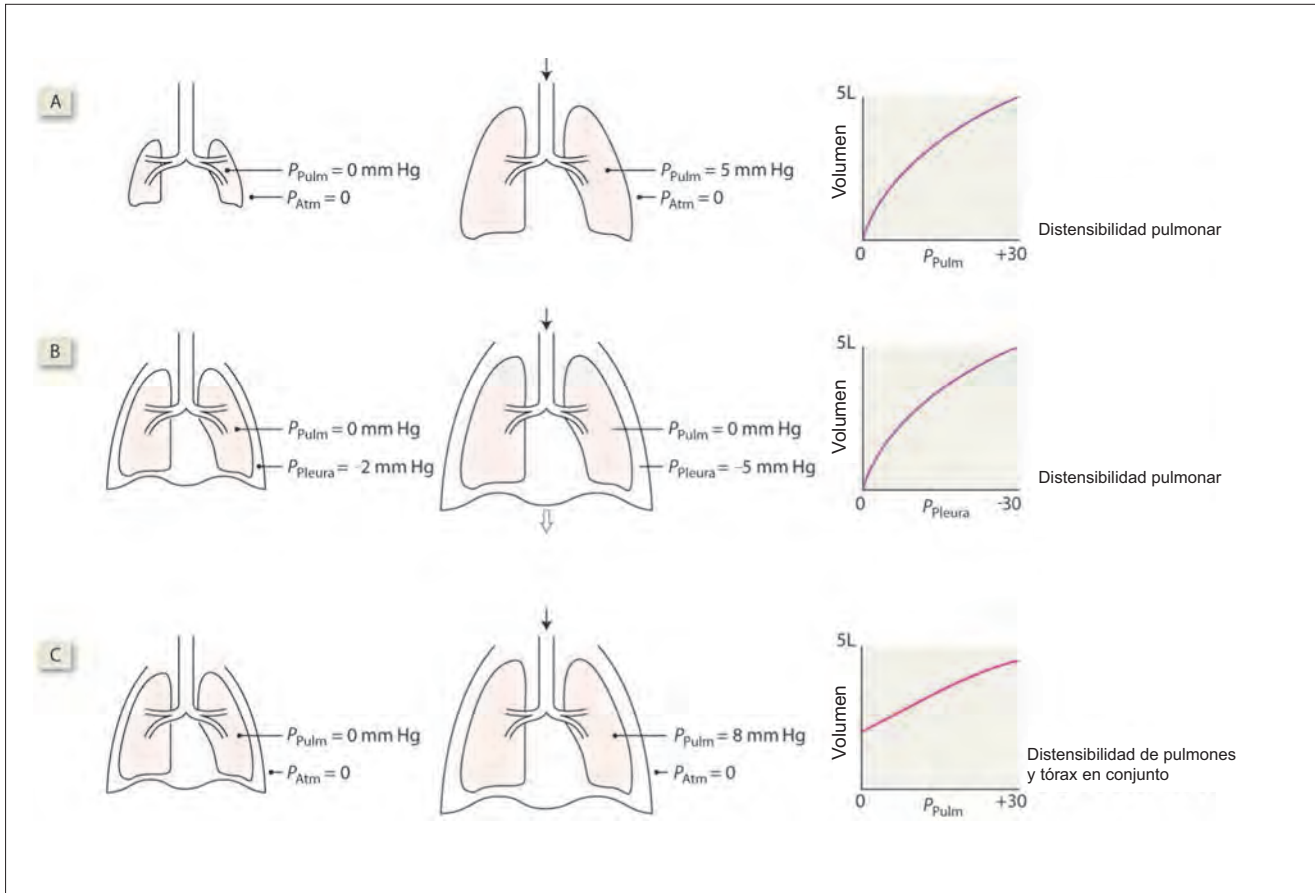 A
P_Pulm = 0 mm Hg
P_Atm = 0
P_Pulm = 5 mm Hg
P_Atm = 0
5L
Volumen
0
P_Pulm
+30
Distensibilidad pulmonar
B
P_Pulm = 0 mm Hg
P_Pleura = -2 mm Hg
P_Pulm = 0 mm Hg
P_Pleura = -5 mm Hg
5L
Volumen
0
P_Pleura
-30
Distensibilidad pulmonar
C
P_Pulm = 0 mm Hg
P_Atm = 0
P_Pulm = 8 mm Hg
P_Atm = 0
5L
Volumen
0
P_Pulm
+30
Distensibilidad de pulmones
y tórax en conjunto